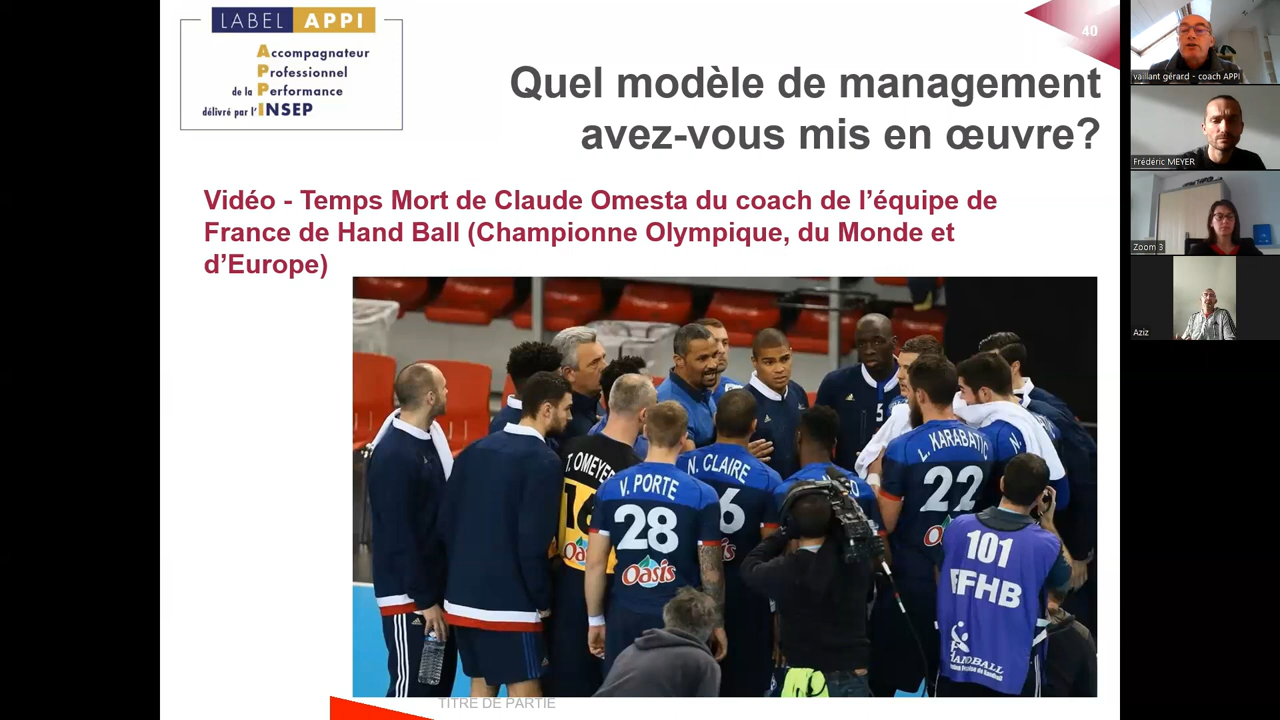 LABEL APPI
Accompagnateur
Professionnel
de la Performance
délivré par l'INSEP
40
Quel modèle de management
avez-vous mis en œuvre?
Vidéo - Temps Mort de Claude Omesta du coach de l'équipe de
France de Hand Ball (Championne Olympique, du Monde et
d'Europe)
T. OMEYER
16
Oasis
V. PORTE
28
Oasis
N. CLAIRE
6
5
L. KARABATIC
22
N.
101
FFHB
HANDBALL
TITRE DE PARTIE
vaillant gérard - coach APPI
Frédéric MEYER
Zoom 3
Aziz